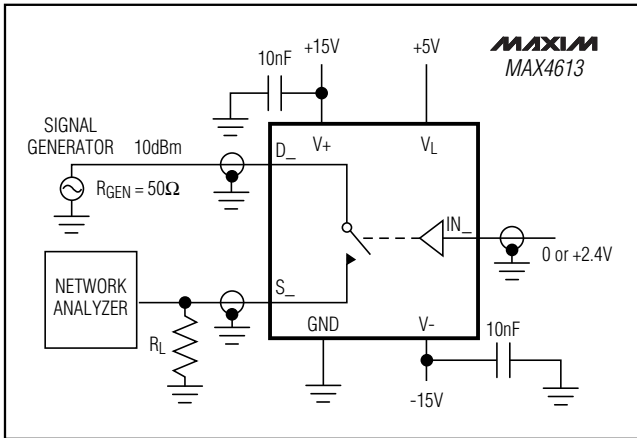 +15V
+5V
MAXIM
MAX4613
10nF
SIGNAL
GENERATOR
10dBm
D_
V+
VL
RGEN = 50Ω
IN_
0 or +2.4V
NETWORK
ANALYZER
S_
RL
GND
V-
10nF
-15V